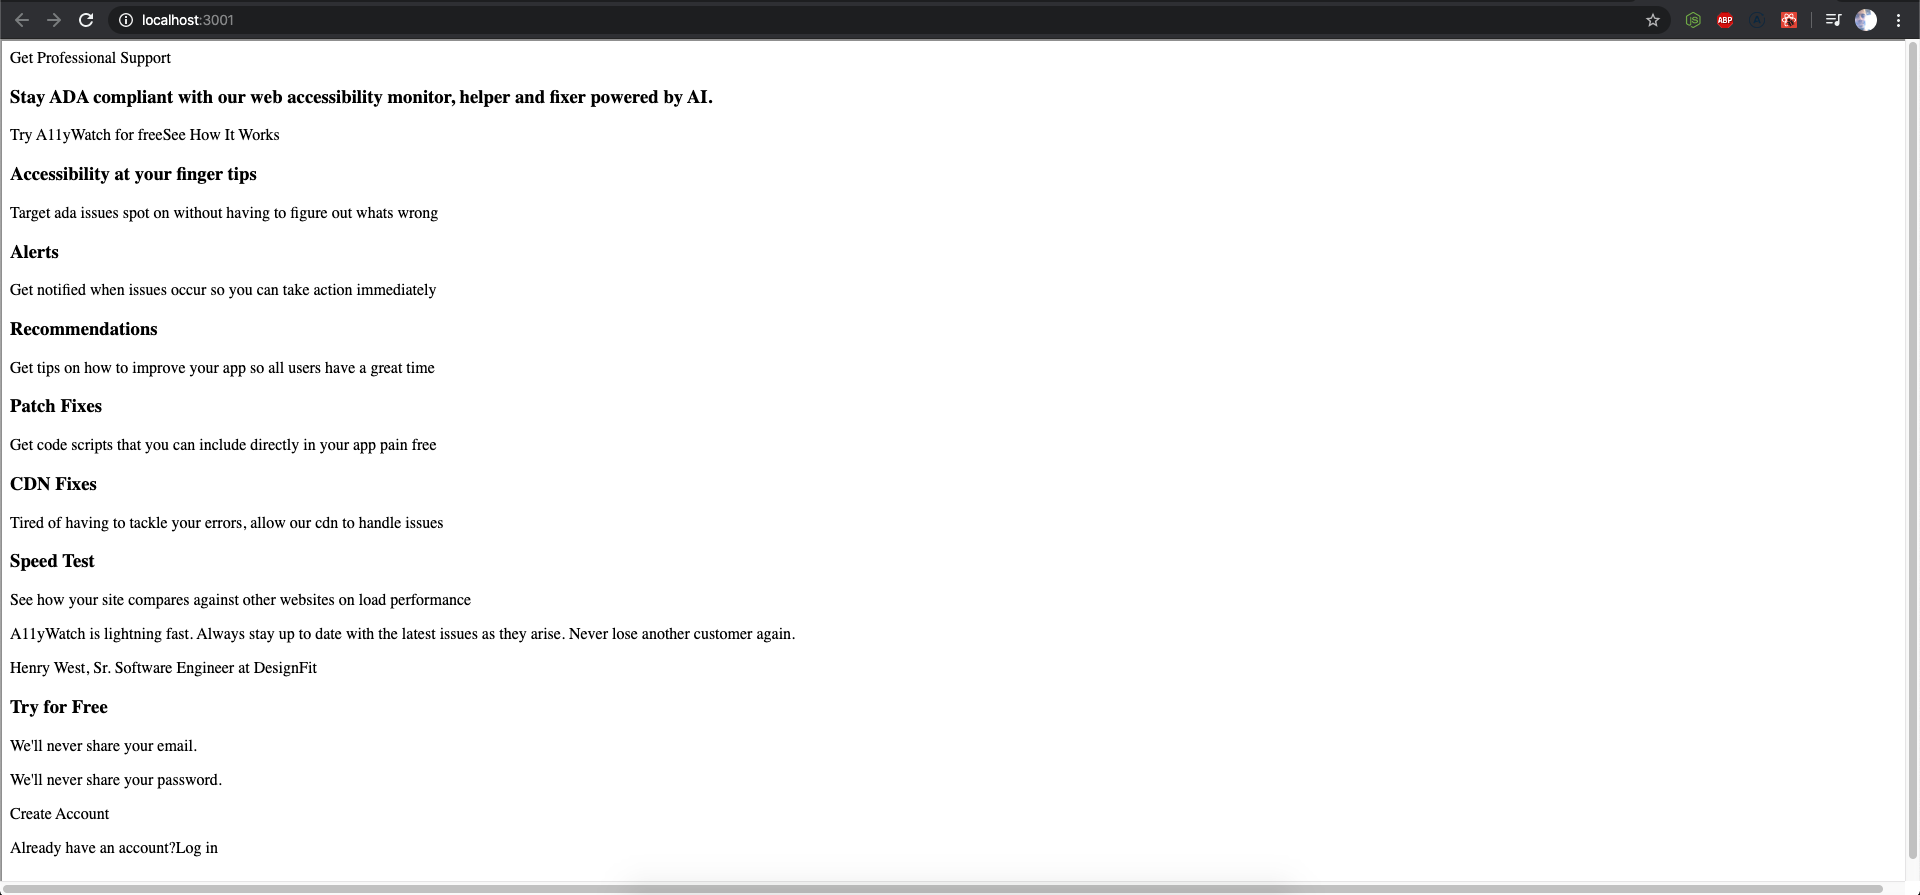 localhost:3001
JS
ABP
A
Get Professional Support
Stay ADA compliant with our web accessibility monitor, helper and fixer powered by AI.
Try A11yWatch for freeSee How It Works
Accessibility at your finger tips
Target ada issues spot on without having to figure out whats wrong
Alerts
Get notified when issues occur so you can take action immediately
Recommendations
Get tips on how to improve your app so all users have a great time
Patch Fixes
Get code scripts that you can include directly in your app pain free
CDN Fixes
Tired of having to tackle your errors, allow our cdn to handle issues
Speed Test
See how your site compares against other websites on load performance
A11yWatch is lightning fast. Always stay up to date with the latest issues as they arise. Never lose another customer again.
Henry West, Sr. Software Engineer at DesignFit
Try for Free
We'll never share your email.
We'll never share your password.
Create Account
Already have an account?Log in